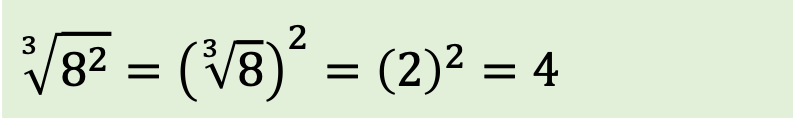 ∛(8²) = (∛8)² = (2)² = 4